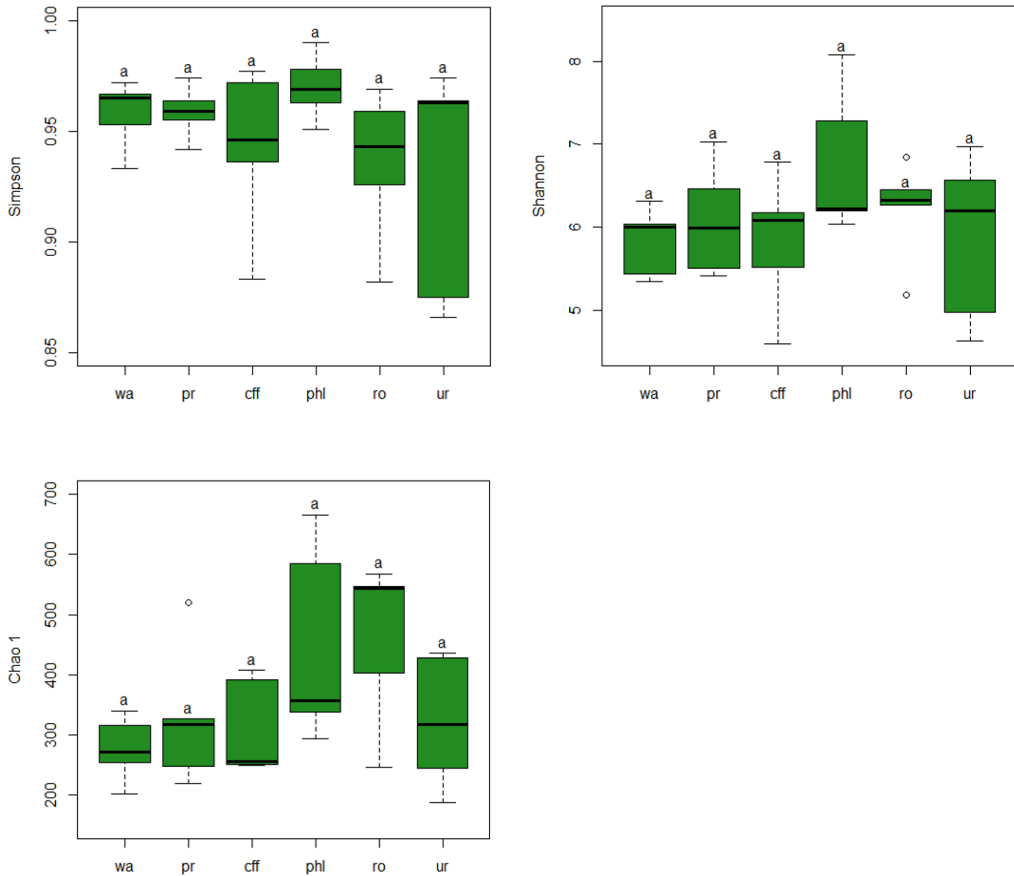 Simpson
1.00
0.95
0.90
0.85
a a a a a a
wa pr cff phl ro ur
Shannon
8
7
6
5
a a a a a a
wa pr cff phl ro ur
Chao 1
700
600
500
400
300
200
a a a a a a
wa pr cff phl ro ur